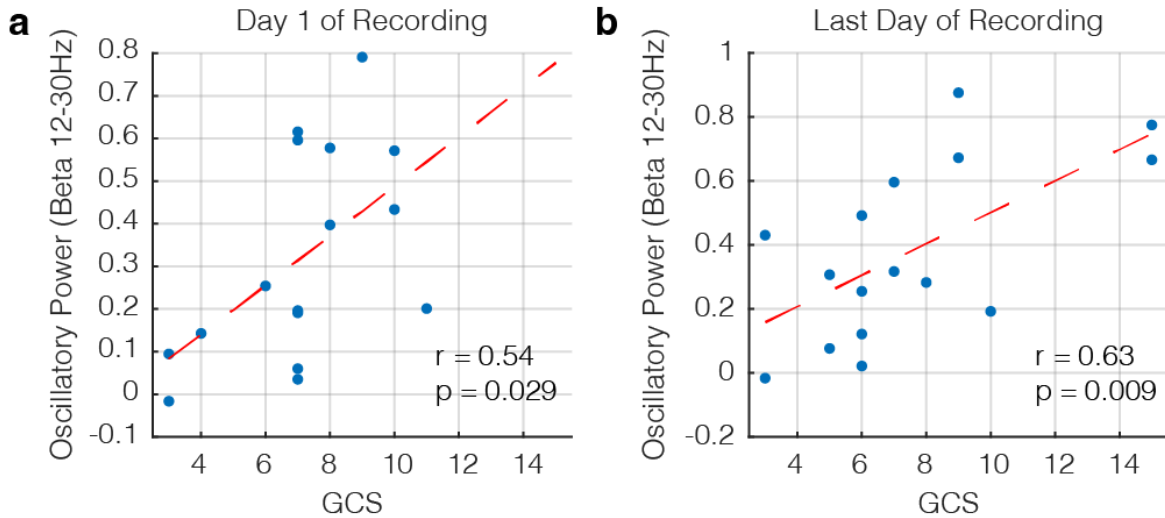 a
Day 1 of Recording
Oscillatory Power (Beta 12-30Hz)
0.8
0.7
0.6
0.5
0.4
0.3
0.2
0.1
0
-0.1
r = 0.54
p = 0.029
4 6 8 10 12 14
GCS
b
Last Day of Recording
Oscillatory Power (Beta 12-30Hz)
1
0.8
0.6
0.4
0.2
0
-0.2
r = 0.63
p = 0.009
4 6 8 10 12 14
GCS